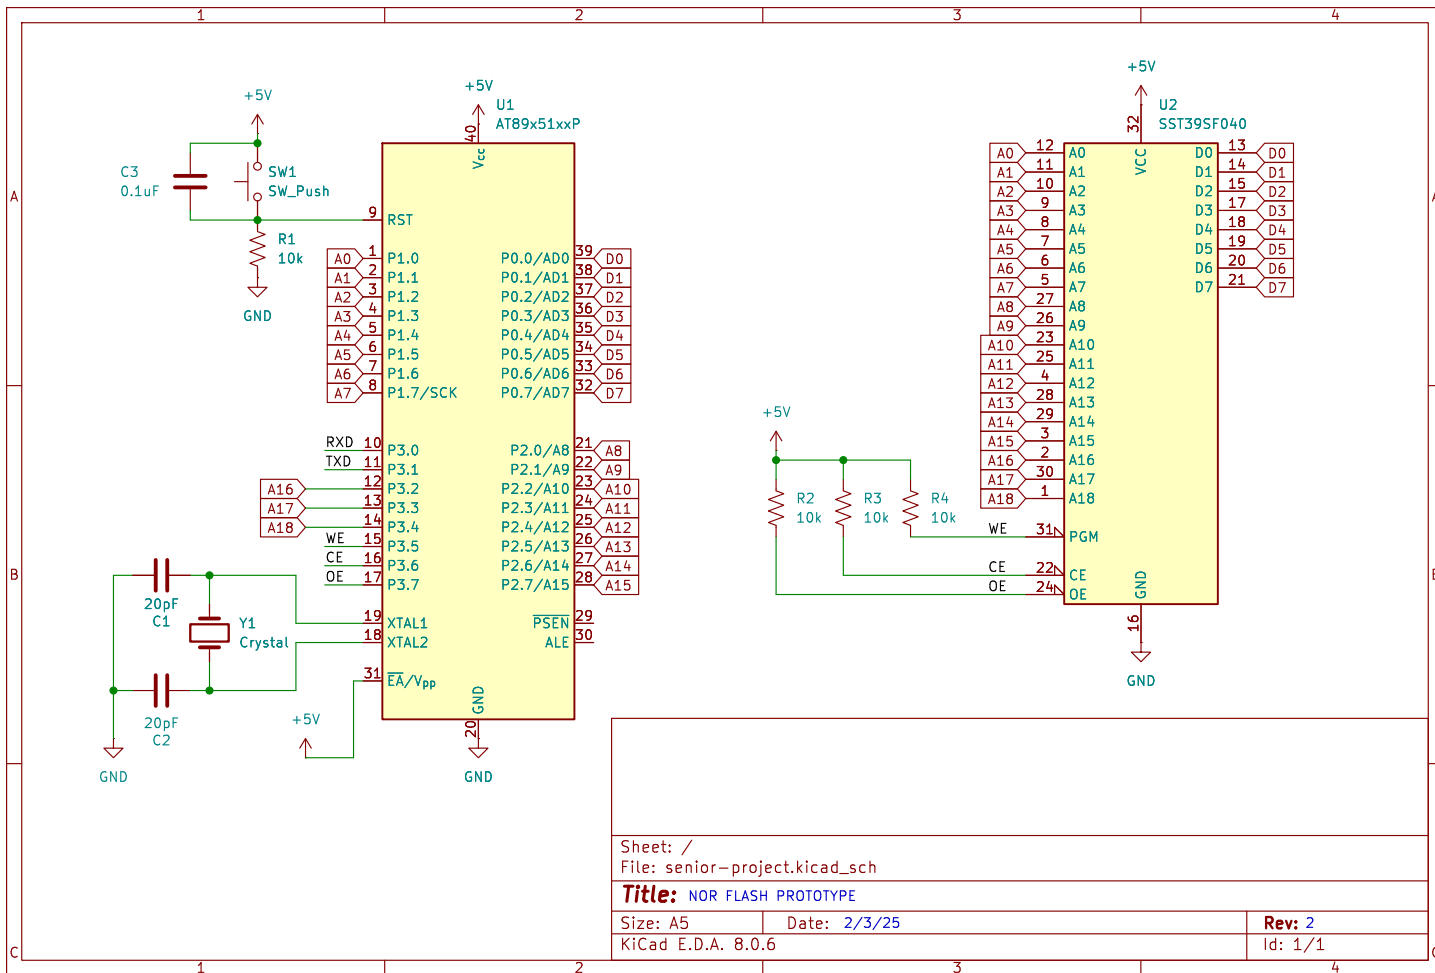 1 2 3 4
A
B
C
+5V
C3
0.1uF
SW1
SW_Push
R1
10k
GND
+5V
U1
AT89x51xxP
40
Vcc
9 RST
A0 1 P1.0 P0.0/AD0 39 D0
A1 2 P1.1 P0.1/AD1 38 D1
A2 3 P1.2 P0.2/AD2 37 D2
A3 4 P1.3 P0.3/AD3 36 D3
A4 5 P1.4 P0.4/AD4 35 D4
A5 6 P1.5 P0.5/AD5 34 D5
A6 7 P1.6 P0.6/AD6 33 D6
A7 8 P1.7/SCK P0.7/AD7 32 D7
RXD 10 P3.0 P2.0/A8 21 A8
TXD 11 P3.1 P2.1/A9 22 A9
A16 12 P3.2 P2.2/A10 23 A10
A17 13 P3.3 P2.3/A11 24 A11
A18 14 P3.4 P2.4/A12 25 A12
WE 15 P3.5 P2.5/A13 26 A13
CE 16 P3.6 P2.6/A14 27 A14
OE 17 P3.7 P2.7/A15 28 A15
19 XTAL1 PSEN 29
18 XTAL2 ALE 30
31 EA/Vpp
GND
20
GND
20pF
C1
Y1
Crystal
20pF
C2
GND
+5V
+5V
U2
SST39SF040
32
VCC
A0 12 A0 D0 13 D0
A1 11 A1 D1 14 D1
A2 10 A2 D2 15 D2
A3 9 A3 D3 17 D3
A4 8 A4 D4 18 D4
A5 7 A5 D5 19 D5
A6 6 A6 D6 20 D6
A7 5 A7 D7 21 D7
A8 27 A8
A9 26 A9
A10 23 A10
A11 25 A11
A12 4 A12
A13 28 A13
A14 29 A14
A15 3 A15
A16 2 A16
A17 30 A17
A18 1 A18
WE 31 PGM
CE 22 CE
OE 24 OE
GND
16
GND
+5V
R2
10k
R3
10k
R4
10k
Sheet: /
File: senior-project.kicad_sch
Title: NOR FLASH PROTOTYPE
Size: A5 Date: 2/3/25 Rev: 2
KiCad E.D.A. 8.0.6 Id: 1/1
1 2 3 4